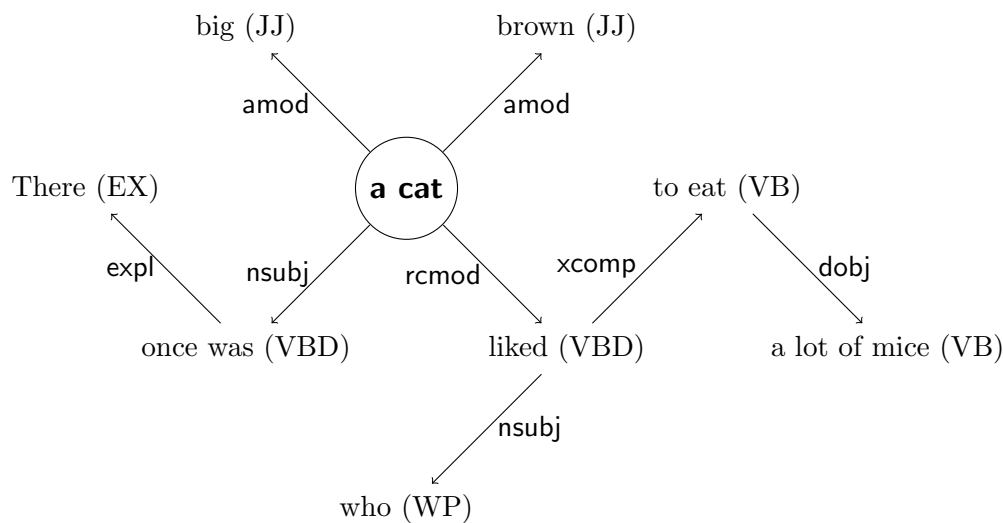 big (JJ)
brown (JJ)
amod
amod
There (EX)
a cat
to eat (VB)
expl
nsubj
rcmod
xcomp
dobj
once was (VBD)
liked (VBD)
a lot of mice (VB)
nsubj
who (WP)